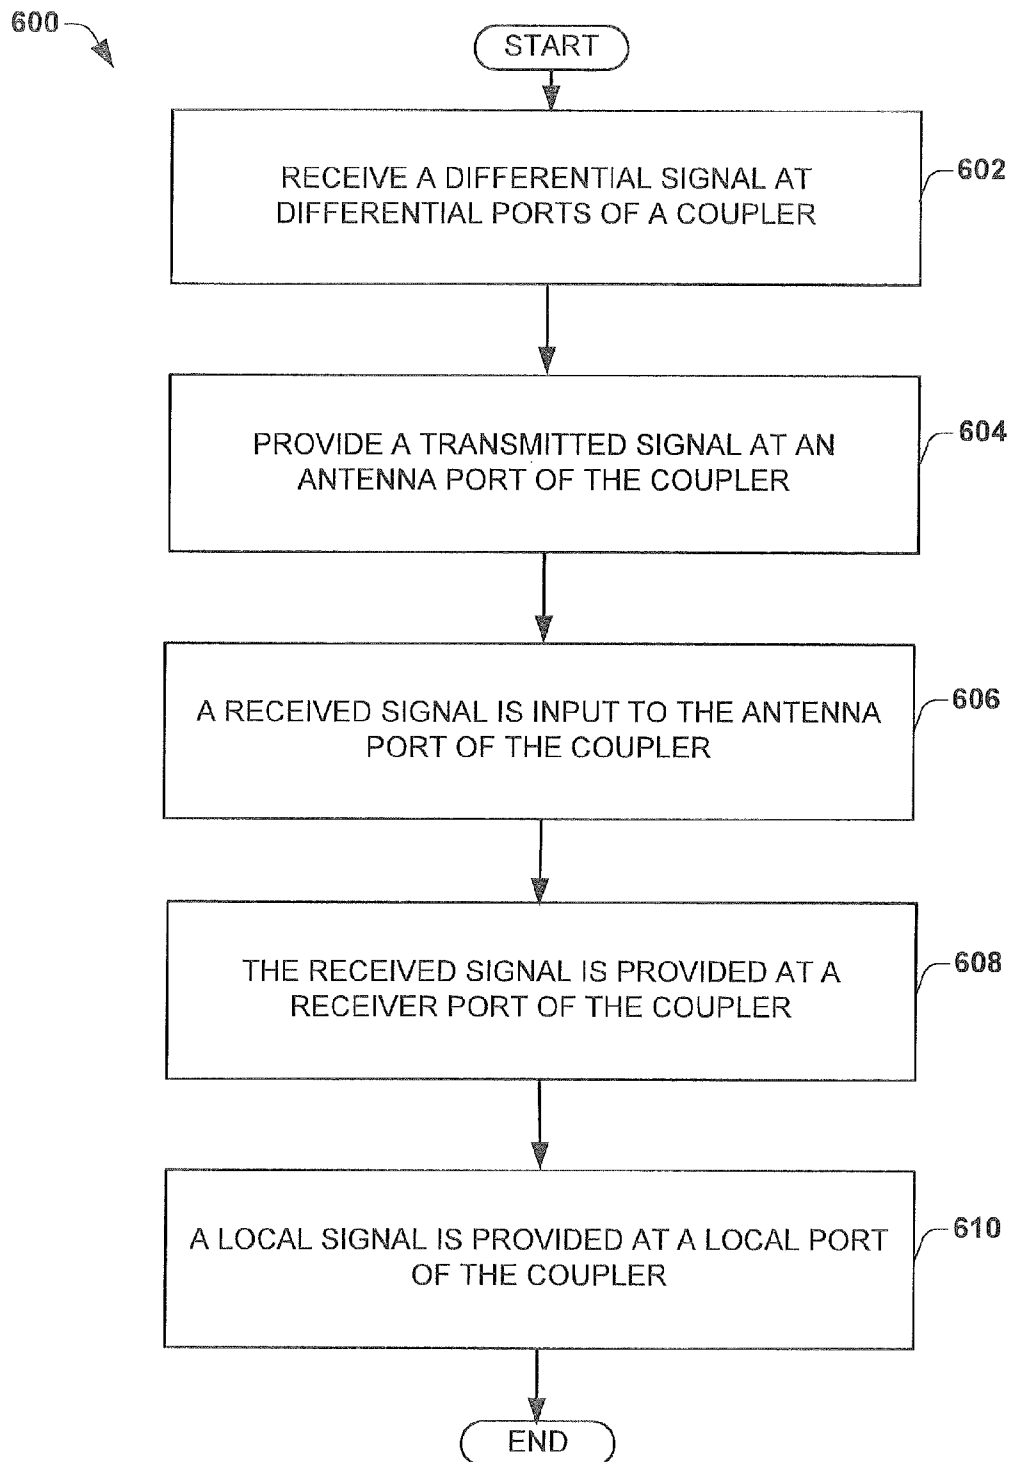 600
START
RECEIVE A DIFFERENTIAL SIGNAL AT
DIFFERENTIAL PORTS OF A COUPLER
602
PROVIDE A TRANSMITTED SIGNAL AT AN
ANTENNA PORT OF THE COUPLER
604
A RECEIVED SIGNAL IS INPUT TO THE ANTENNA
PORT OF THE COUPLER
606
THE RECEIVED SIGNAL IS PROVIDED AT A
RECEIVER PORT OF THE COUPLER
608
A LOCAL SIGNAL IS PROVIDED AT A LOCAL PORT
OF THE COUPLER
610
END